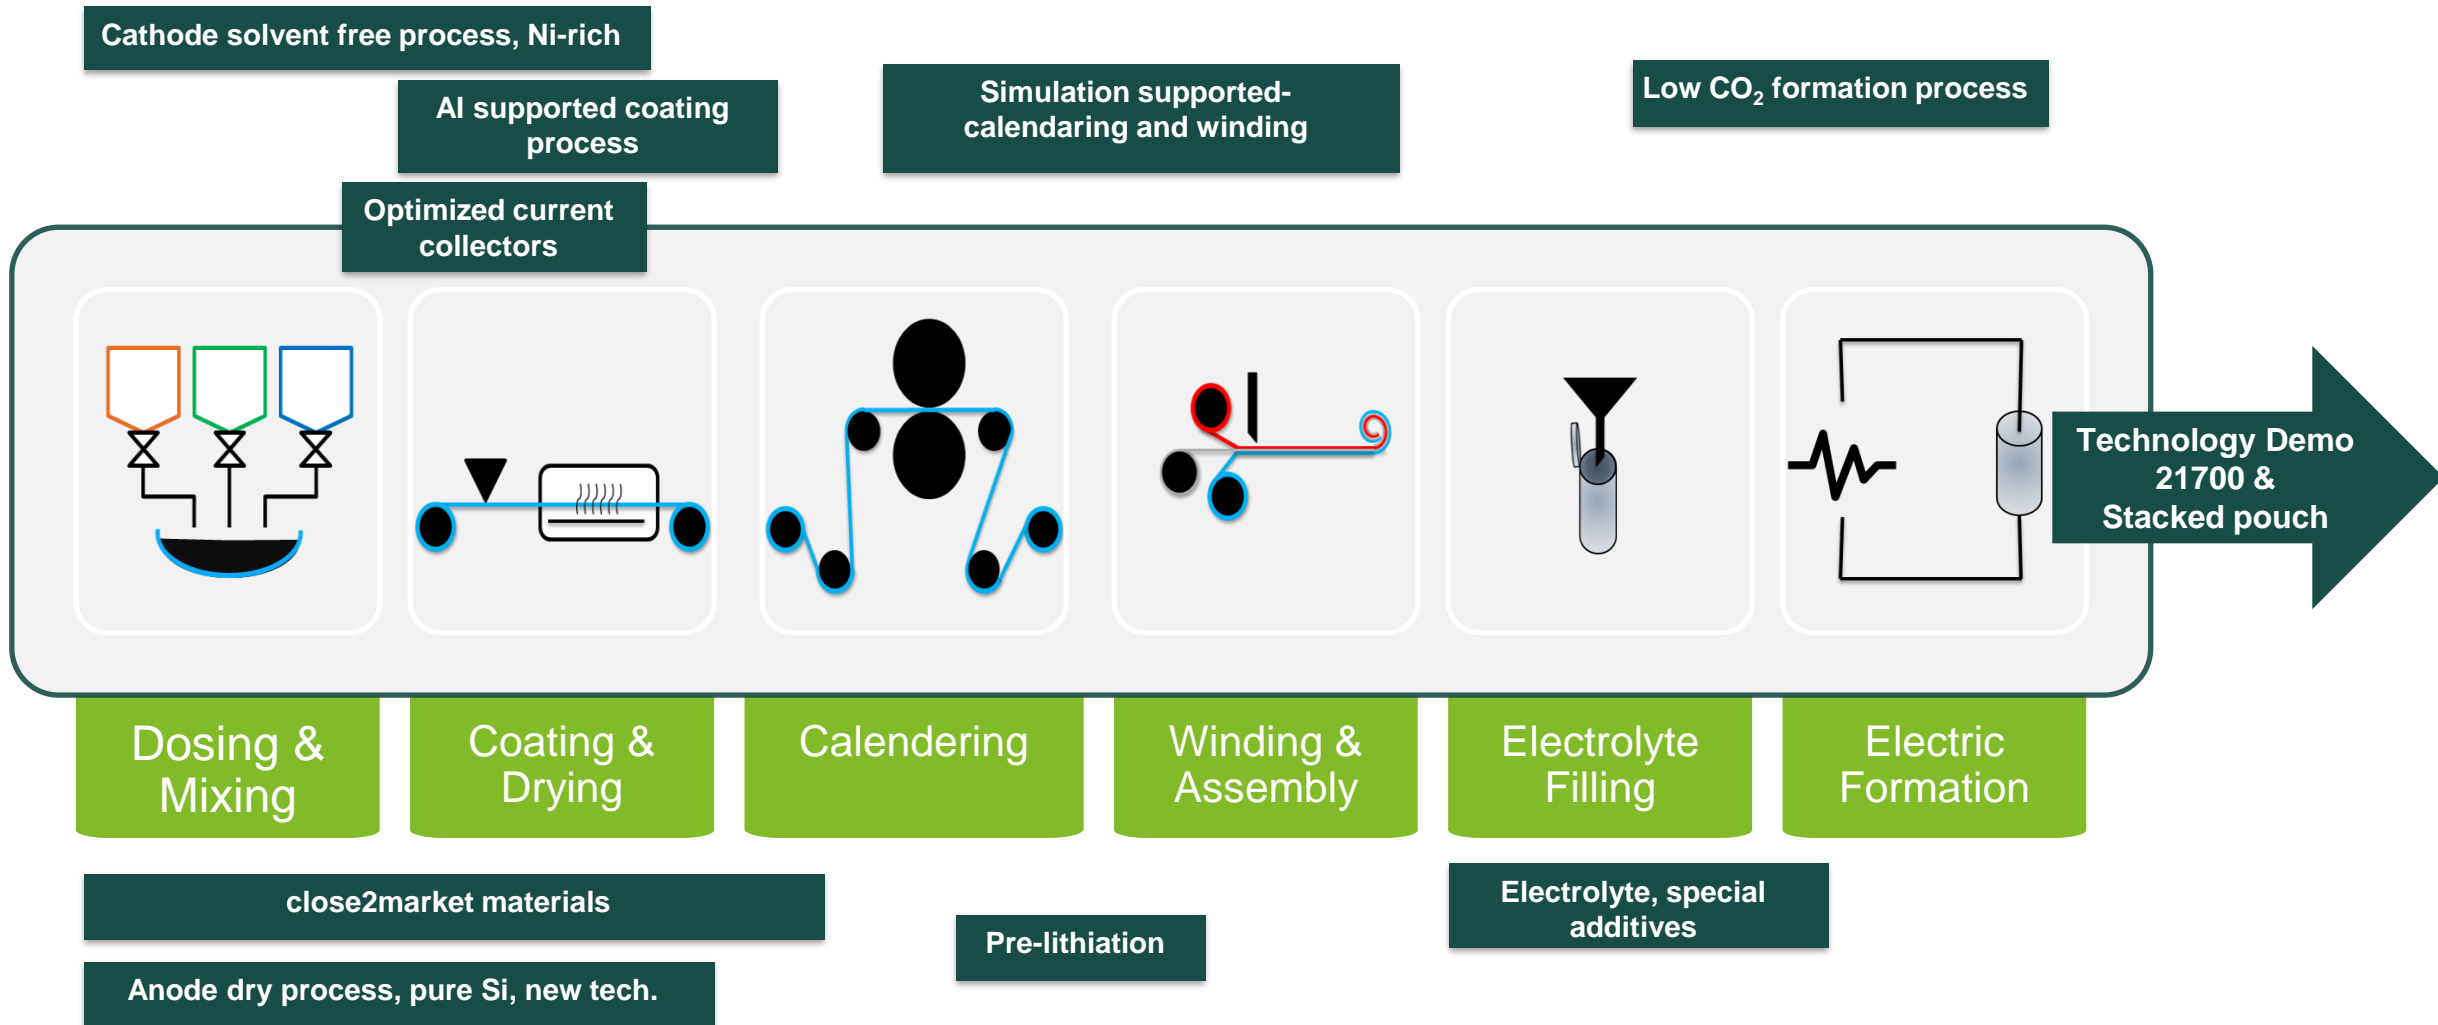 Cathode solvent free process, Ni-rich
AI supported coating
process
Optimized current
collectors
Simulation supported-
calendaring and winding
Low CO₂ formation process
Technology Demo
21700 &
Stacked pouch
Dosing &
Mixing
Coating &
Drying
Calendering
Winding &
Assembly
Electrolyte
Filling
Electric
Formation
close2market materials
Anode dry process, pure Si, new tech.
Pre-lithiation
Electrolyte, special
additives